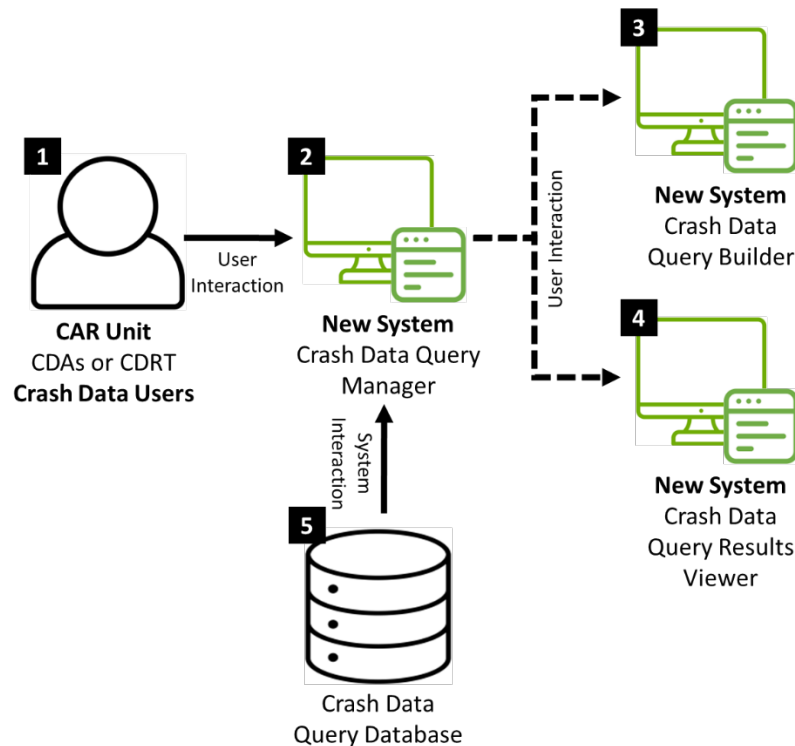 1
CAR Unit
CDAs or CDRT
Crash Data Users
User
Interaction
2
New System
Crash Data Query
Manager
User Interaction
3
New System
Crash Data
Query Builder
4
New System
Crash Data
Query Results
Viewer
System
Interaction
5
Crash Data
Query Database